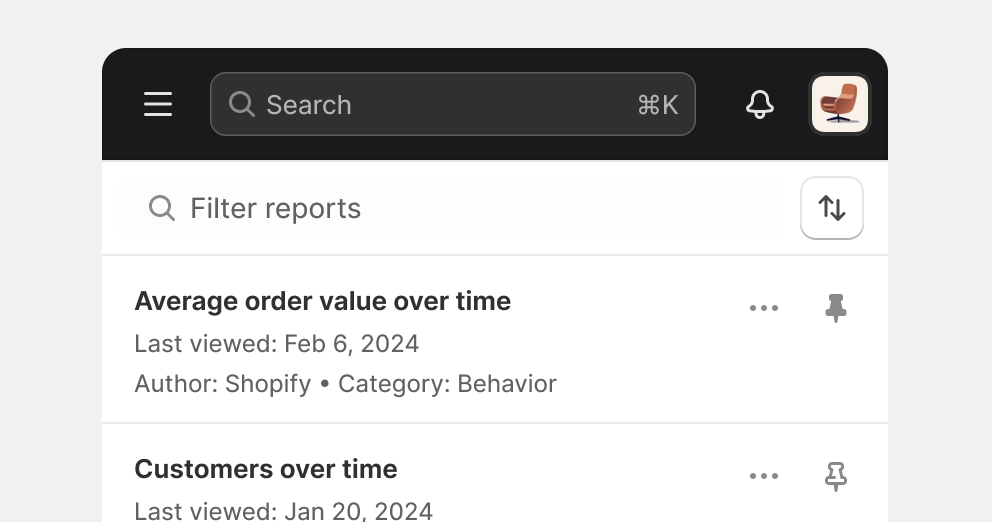 Search ⌘K
Filter reports
Average order value over time
Last viewed: Feb 6, 2024
Author: Shopify • Category: Behavior
Customers over time
Last viewed: Jan 20, 2024